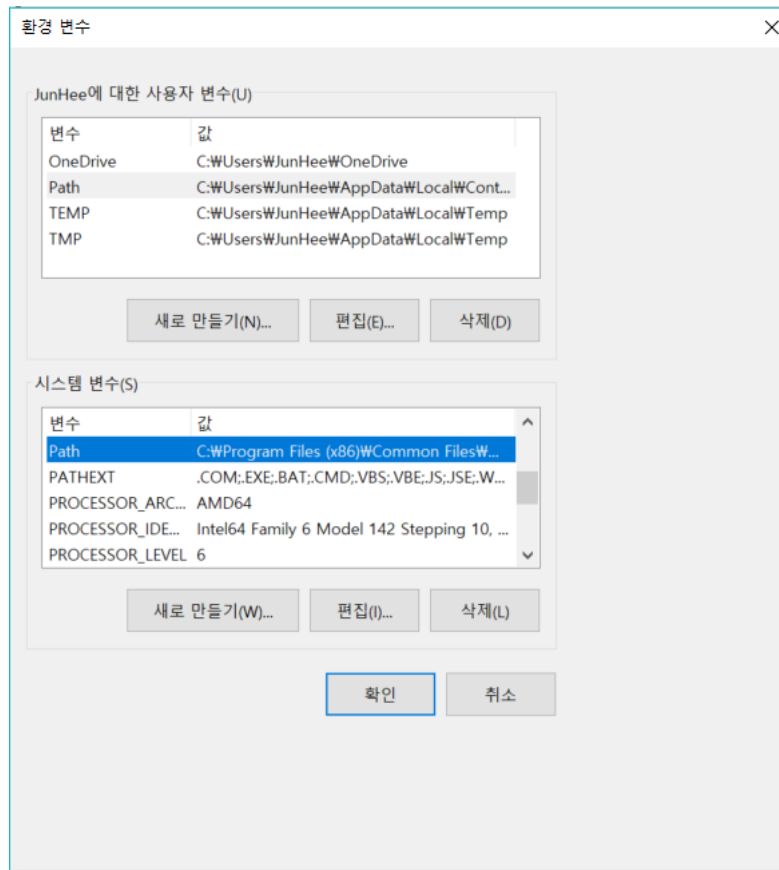 환경 변수
JunHee에 대한 사용자 변수(U)
변수 값
OneDrive C:₩Users₩JunHee₩OneDrive
Path C:₩Users₩JunHee₩AppData₩Local₩Cont...
TEMP C:₩Users₩JunHee₩AppData₩Local₩Temp
TMP C:₩Users₩JunHee₩AppData₩Local₩Temp
새로 만들기(N)... 편집(E)... 삭제(D)
시스템 변수(S)
변수 값
Path C:₩Program Files (x86)₩Common Files₩...
PATHEXT .COM;.EXE;.BAT;.CMD;.VBS;.VBE;.JS;.JSE;.W...
PROCESSOR_ARC... AMD64
PROCESSOR_IDE... Intel64 Family 6 Model 142 Stepping 10, ...
PROCESSOR_LEVEL 6
새로 만들기(W)... 편집(I)... 삭제(L)
확인 취소